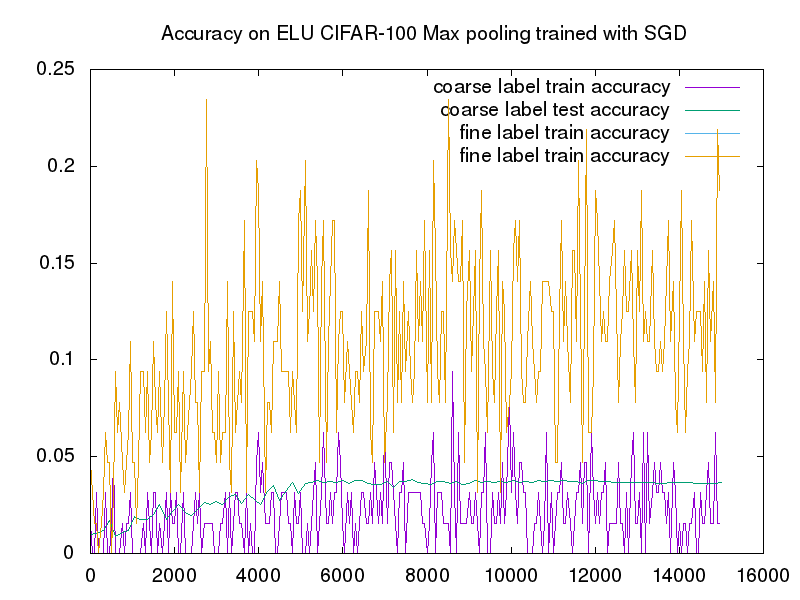 Accuracy on ELU CIFAR-100 Max pooling trained with SGD
0.25
coarse label train accuracy
coarse label test accuracy
fine label train accuracy
fine label train accuracy
0.2
0.15
0.1
0.05
0
0 2000 4000 6000 8000 10000 12000 14000 16000